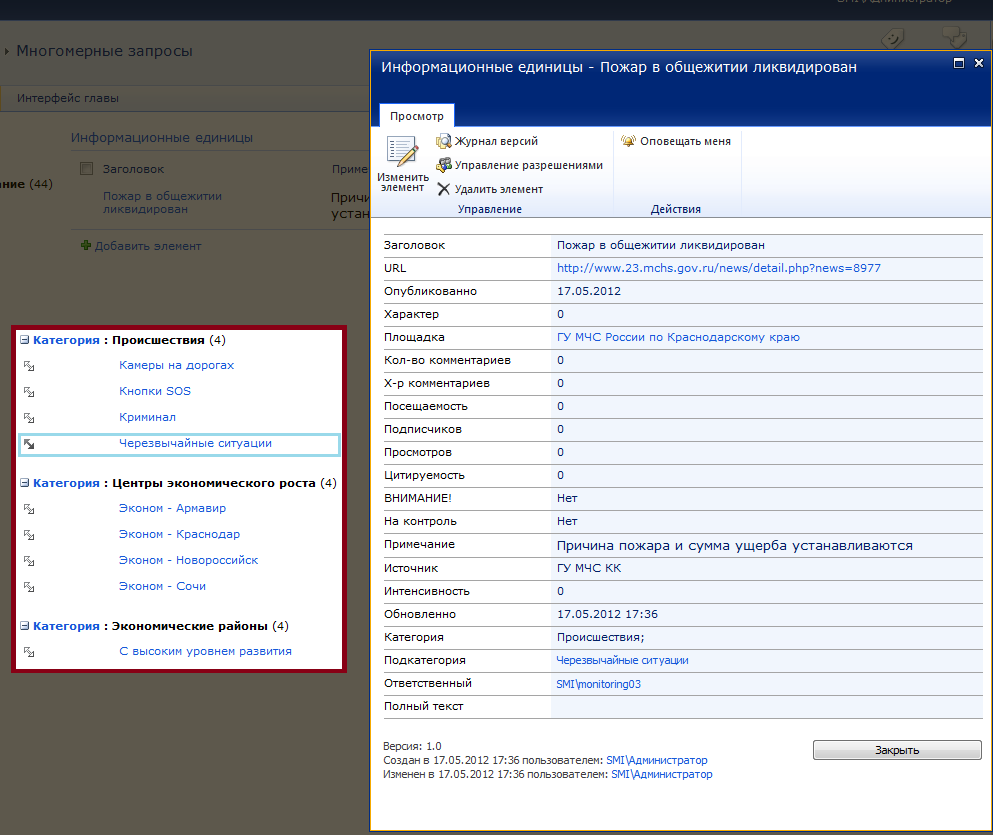 SMI\Администратор
Многомерные запросы
Интерфейс главы
Информационные единицы
Заголовок
Приме
ание (44)
Пожар в общежитии
ликвидирован
Причи
устан
Добавить элемент
Категория : Происшествия (4)
Камеры на дорогах
Кнопки SOS
Криминал
Черезвычайные ситуации
Категория : Центры экономического роста (4)
Эконом - Армавир
Эконом - Краснодар
Эконом - Новороссийск
Эконом - Сочи
Категория : Экономические районы (4)
С высоким уровнем развития
Информационные единицы - Пожар в общежитии ликвидирован
Просмотр
Изменить
элемент
Журнал версий
Управление разрешениями
Удалить элемент
Управление
Оповещать меня
Действия
Заголовок Пожар в общежитии ликвидирован
URL http://www.23.mchs.gov.ru/news/detail.php?news=8977
Опубликованно 17.05.2012
Характер 0
Площадка ГУ МЧС России по Краснодарскому краю
Кол-во комментариев 0
Х-р комментариев 0
Посещаемость 0
Подписчиков 0
Просмотров 0
Цитируемость 0
ВНИМАНИЕ! Нет
На контроль Нет
Примечание Причина пожара и сумма ущерба устанавливаются
Источник ГУ МЧС КК
Интенсивность 0
Обновленно 17.05.2012 17:36
Категория Происшествия;
Подкатегория Черезвычайные ситуации
Ответственный SMI\monitoring03
Полный текст
Версия: 1.0
Создан в 17.05.2012 17:36 пользователем: SMI\Администратор
Изменен в 17.05.2012 17:36 пользователем: SMI\Администратор
Закрыть